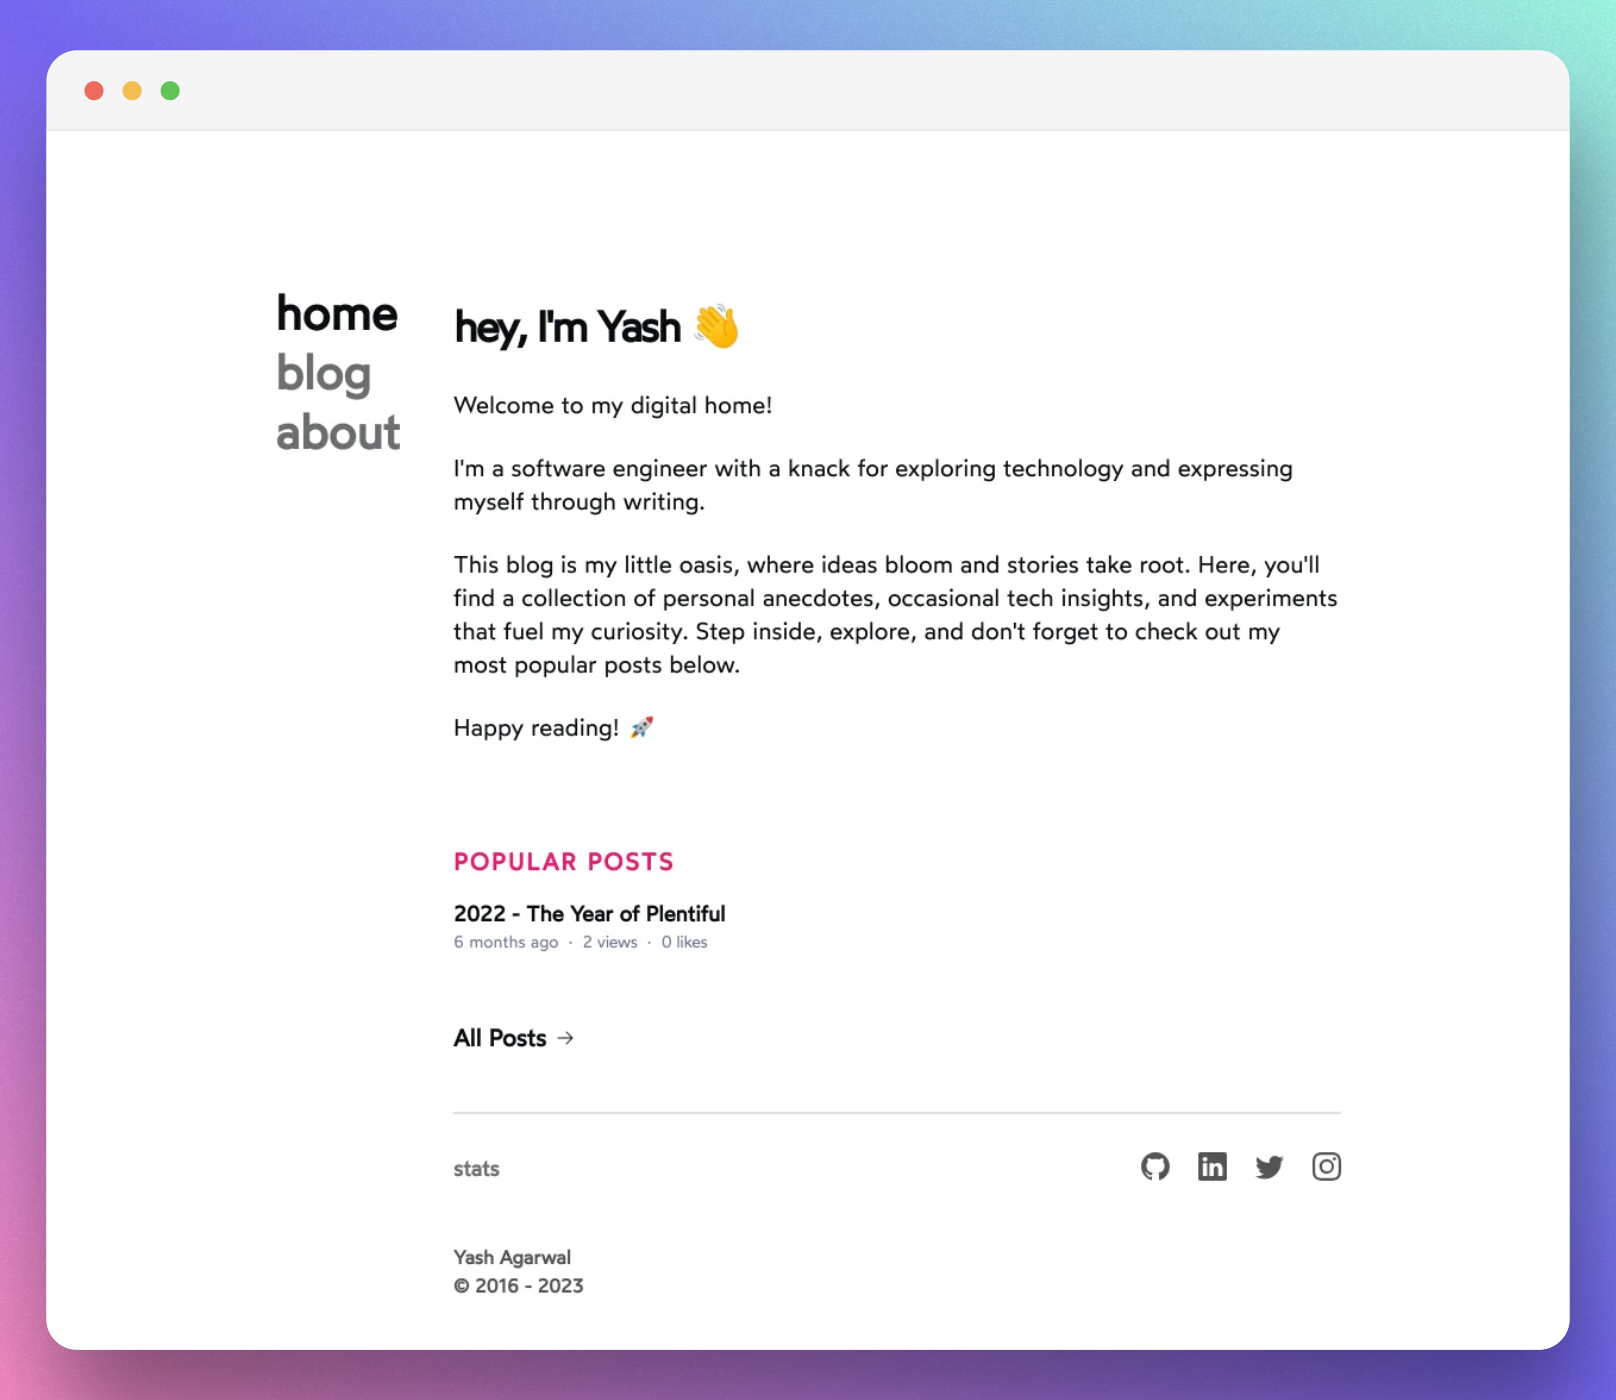 home
blog
about
hey, I'm Yash 👋
Welcome to my digital home!
I'm a software engineer with a knack for exploring technology and expressing
myself through writing.
This blog is my little oasis, where ideas bloom and stories take root. Here, you'll
find a collection of personal anecdotes, occasional tech insights, and experiments
that fuel my curiosity. Step inside, explore, and don't forget to check out my
most popular posts below.
Happy reading! 🚀
POPULAR POSTS
2022 - The Year of Plentiful
6 months ago · 2 views · 0 likes
All Posts →
stats
in
Yash Agarwal
© 2016 - 2023